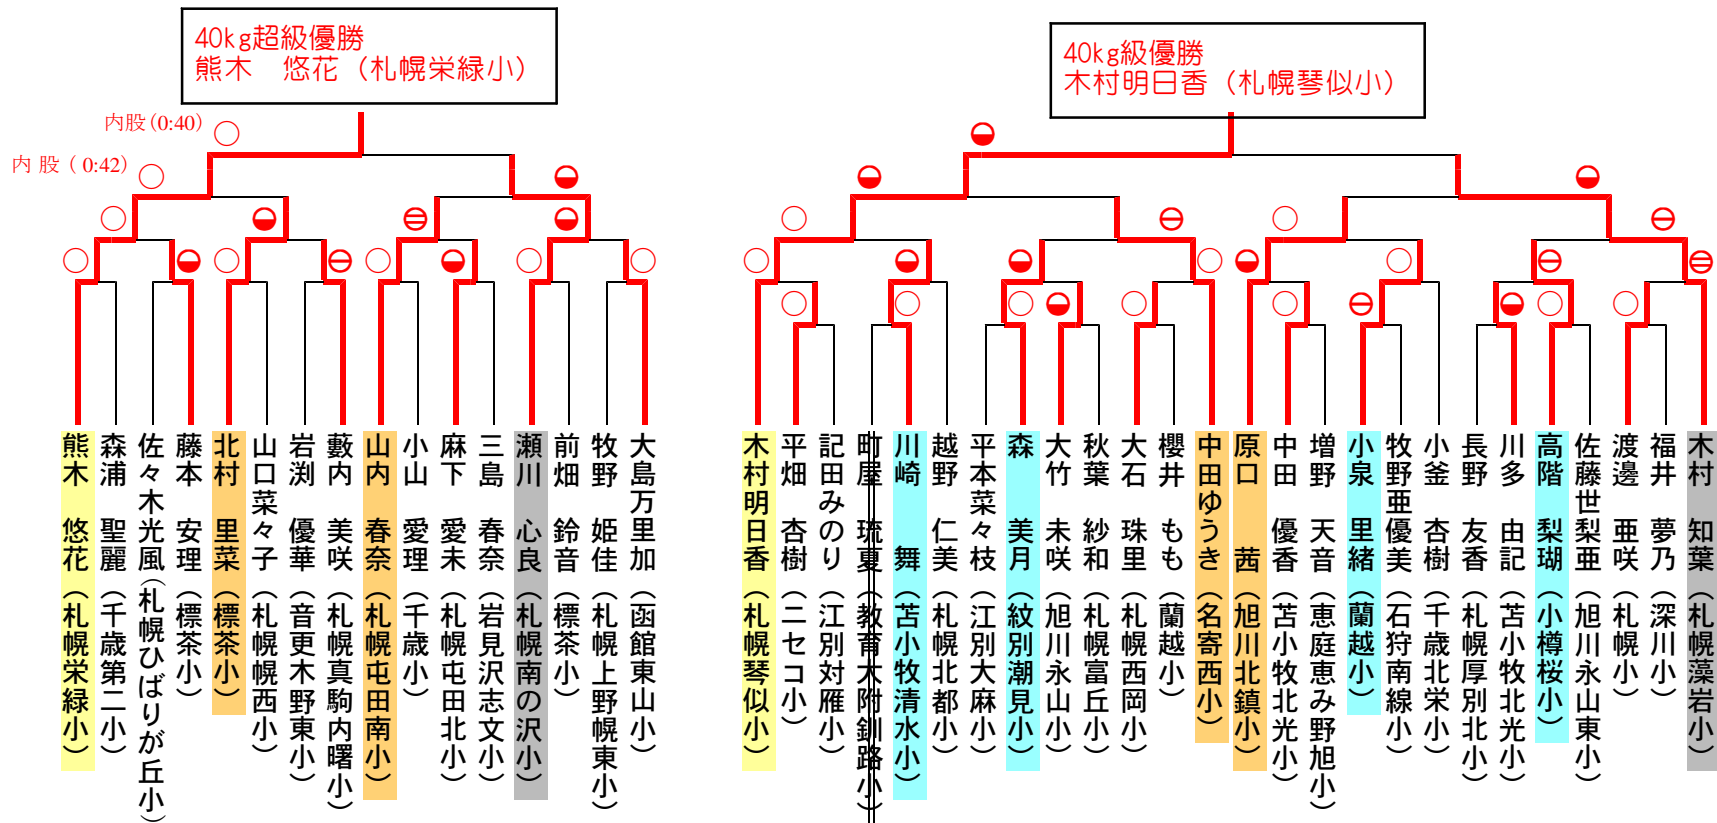 40kg超級優勝
熊木　悠花（札幌栄緑小）
40kg級優勝
木村明日香（札幌琴似小）
内股(0:40)
内 股 ( 0:42)
熊木　悠花（札幌栄緑小）
森浦　聖麗（千歳第二小）
佐々木光風（札幌ひばりが丘小）
藤本　安理（標茶小）
北村　里菜（標茶小）
山口菜々子（札幌幌西小）
岩渕　優華（音更木野東小）
藪内　美咲（札幌真駒内曙小）
山内　春奈（札幌屯田南小）
小山　愛理（千歳小）
麻下　愛未（札幌屯田北小）
三島　春奈（岩見沢志文小）
瀬川　心良（札幌南の沢小）
前畑　鈴音（標茶小）
牧野　姫佳（札幌上野幌東小）
大島万里加（函館東山小）
木村明日香（札幌琴似小）
平畑　杏樹（ニセコ小）
記田みのり（江別対雁小）
町屋　琉夏（教育大附釧路小）
川崎　　舞（苫小牧清水小）
越野　仁美（札幌北都小）
平本菜々枝（江別大麻小）
森　　美月（紋別潮見小）
大竹　未咲（旭川永山小）
秋葉　紗和（札幌富丘小）
大石　珠里（札幌西岡小）
櫻井　もも（蘭越小）
中田ゆうき（名寄西小）
原口　　茜（旭川北鎮小）
中田　優香（苫小牧北光小）
増野　天音（恵庭恵み野旭小）
小泉　里緒（蘭越小）
牧野亜優美（石狩南線小）
小釜　杏樹（千歳北栄小）
長野　友香（札幌厚別北小）
川多　由記（苫小牧北光小）
高階　梨瑚（小樽桜小）
佐藤世梨亜（旭川永山東小）
渡邊　亜咲（札幌小）
福井　夢乃（深川小）
木村　知葉（札幌藻岩小）